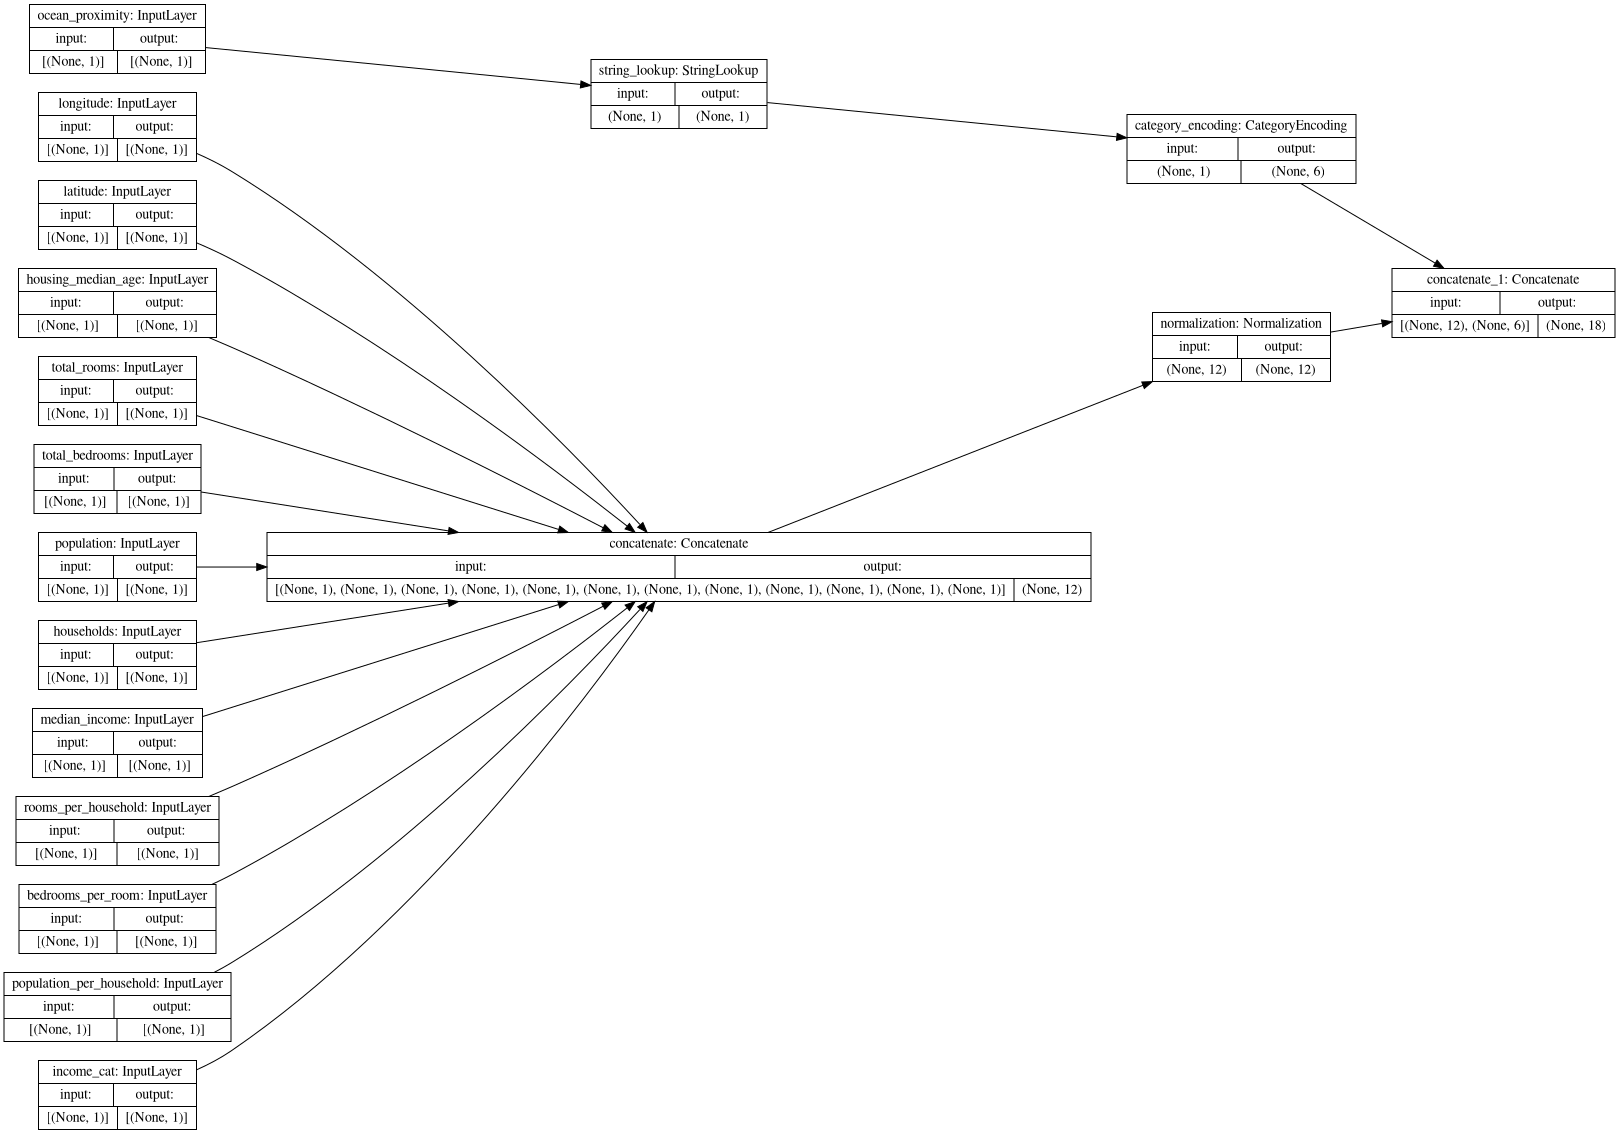 ocean_proximity: InputLayer
input: output:
[(None, 1)] [(None, 1)]
string_lookup: StringLookup
input: output:
(None, 1) (None, 1)
category_encoding: CategoryEncoding
input: output:
(None, 1) (None, 6)
longitude: InputLayer
input: output:
[(None, 1)] [(None, 1)]
latitude: InputLayer
input: output:
[(None, 1)] [(None, 1)]
housing_median_age: InputLayer
input: output:
[(None, 1)] [(None, 1)]
concatenate_1: Concatenate
input: output:
[(None, 12), (None, 6)] (None, 18)
normalization: Normalization
input: output:
(None, 12) (None, 12)
total_rooms: InputLayer
input: output:
[(None, 1)] [(None, 1)]
total_bedrooms: InputLayer
input: output:
[(None, 1)] [(None, 1)]
population: InputLayer
input: output:
[(None, 1)] [(None, 1)]
concatenate: Concatenate
input: output:
[(None, 1), (None, 1), (None, 1), (None, 1), (None, 1), (None, 1), (None, 1), (None, 1), (None, 1), (None, 1), (None, 1), (None, 1)] (None, 12)
households: InputLayer
input: output:
[(None, 1)] [(None, 1)]
median_income: InputLayer
input: output:
[(None, 1)] [(None, 1)]
rooms_per_household: InputLayer
input: output:
[(None, 1)] [(None, 1)]
bedrooms_per_room: InputLayer
input: output:
[(None, 1)] [(None, 1)]
population_per_household: InputLayer
input: output:
[(None, 1)] [(None, 1)]
income_cat: InputLayer
input: output:
[(None, 1)] [(None, 1)]